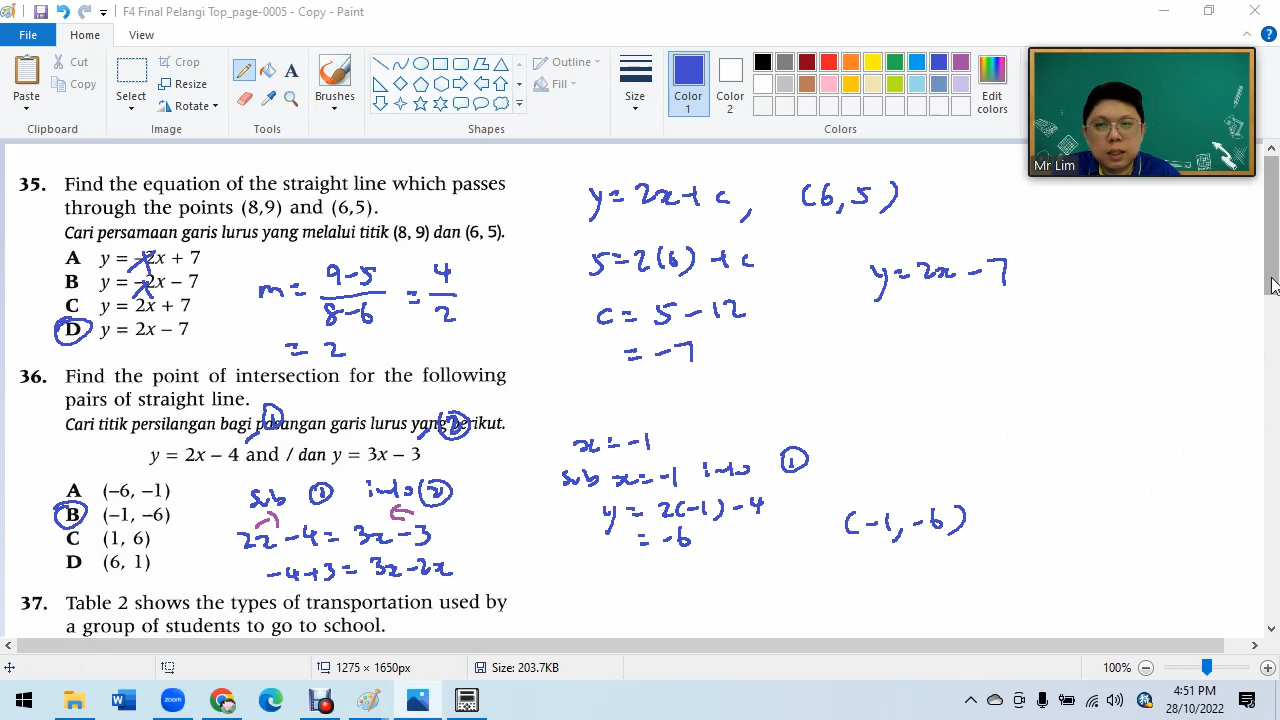 F4 Final Pelangi Top_page-0005 - Copy - Paint
File Home View
Paste Cut Copy Clipboard
Select Crop Resize Rotate Image
Tools
Brushes
Shapes
Outline Fill
Size
Color 1 Color 2 Edit colors
Colors
Mr Lim
35. Find the equation of the straight line which passes
through the points (8,9) and (6,5).
Cari persamaan garis lurus yang melalui titik (8, 9) dan (6, 5).
A y = −2x + 7
B y = −2x − 7
C y = 2x + 7
D y = 2x − 7
m = 9-5 / 8-6 = 4 / 2
= 2
y = 2x + c, (6,5)
5 = 2(6) + c
c = 5 - 12
= -7
y = 2x - 7
36. Find the point of intersection for the following
pairs of straight line.
Cari titik persilangan bagi pasangan garis lurus yang berikut.
① ②
y = 2x − 4 and / dan y = 3x − 3
A (−6, −1)
B (−1, −6)
C (1, 6)
D (6, 1)
sub ① into ②
2x - 4 = 3x - 3
-4+3 = 3x - 2x
x = -1
sub x = -1 into ①
y = 2(-1) - 4
= -6
(-1, -6)
37. Table 2 shows the types of transportation used by
a group of students to go to school.
1275 × 1650px Size: 203.7KB 100%
zoom
4:51 PM
28/10/2022